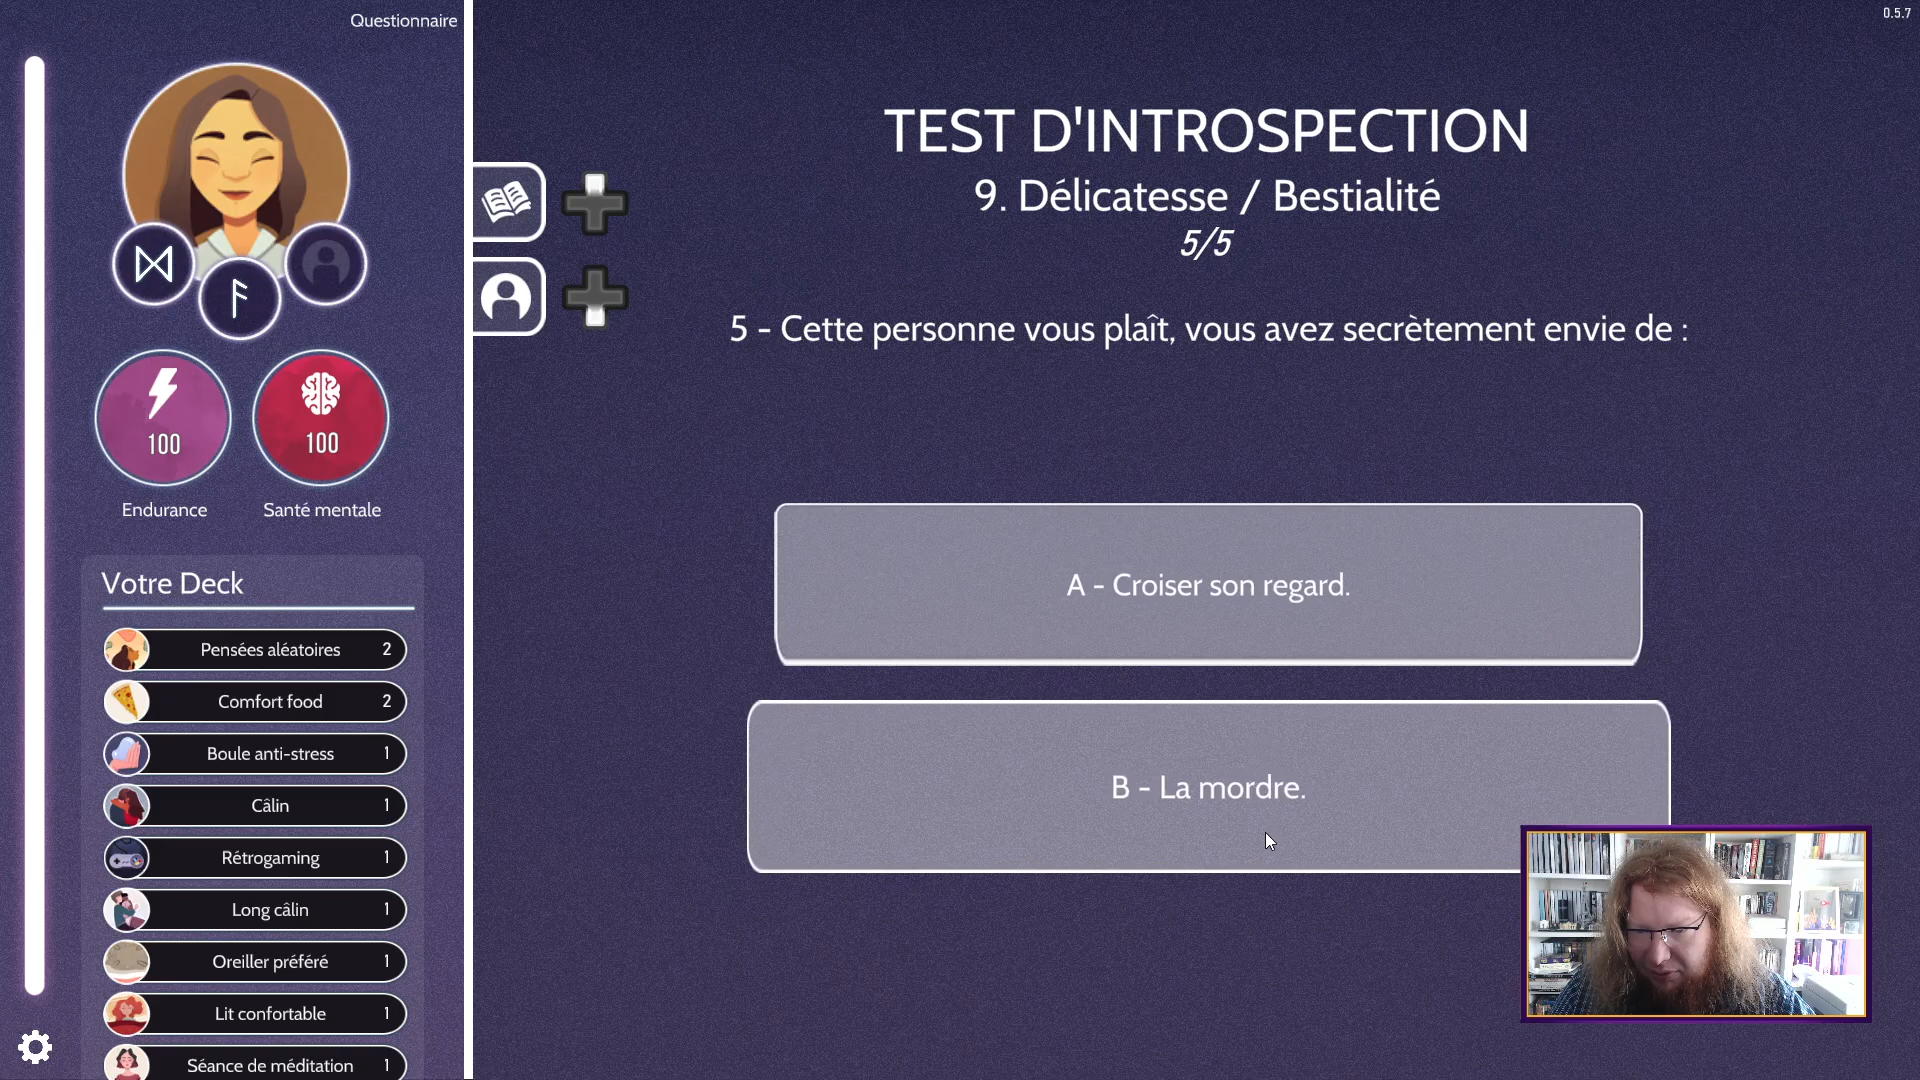 Questionnaire
0.5.7
TEST D'INTROSPECTION
9. Délicatesse / Bestialité
5/5
5 - Cette personne vous plaît, vous avez secrètement envie de :
A - Croiser son regard.
B - La mordre.
100
100
Endurance
Santé mentale
Votre Deck
Pensées aléatoires 2
Comfort food 2
Boule anti-stress 1
Câlin 1
Rétrogaming 1
Long câlin 1
Oreiller préféré 1
Lit confortable 1
Séance de méditation 1